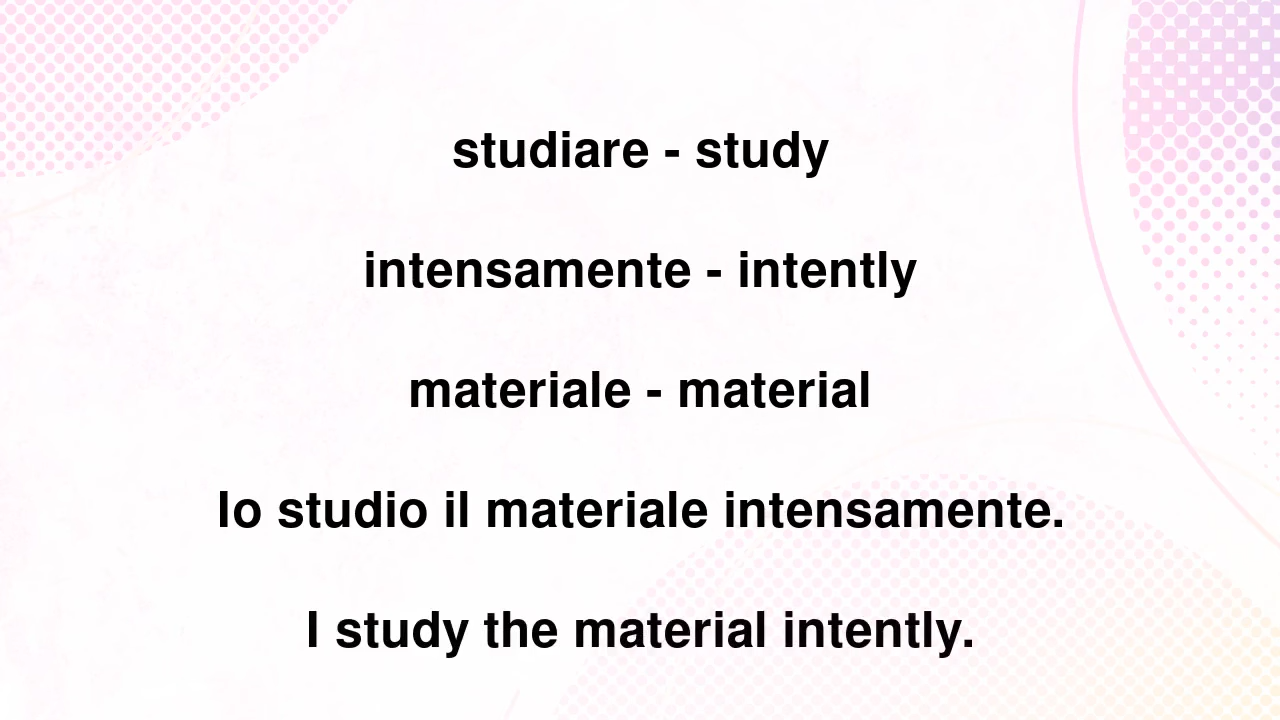 studiare - study
intensamente - intently
materiale - material
Io studio il materiale intensamente.
I study the material intently.